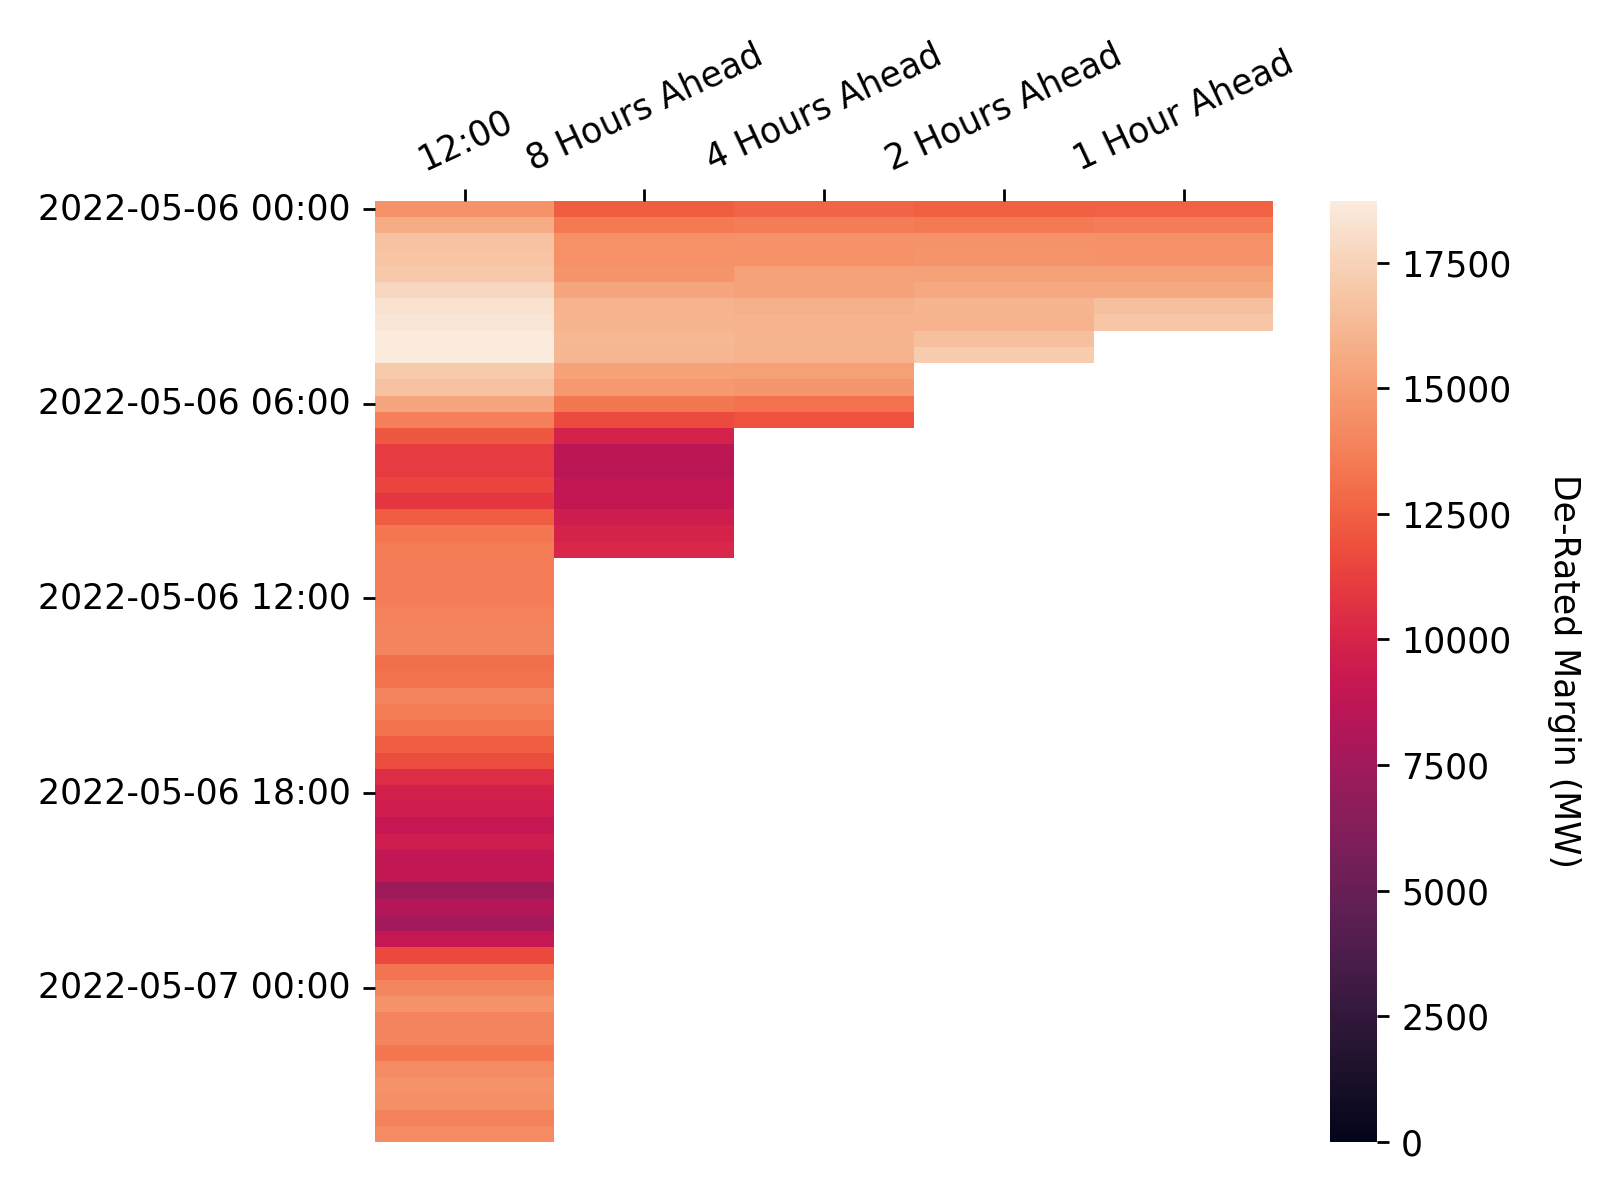 12:00
8 Hours Ahead
4 Hours Ahead
2 Hours Ahead
1 Hour Ahead
2022-05-06 00:00
2022-05-06 06:00
2022-05-06 12:00
2022-05-06 18:00
2022-05-07 00:00
17500
15000
12500
10000
7500
5000
2500
0
De-Rated Margin (MW)